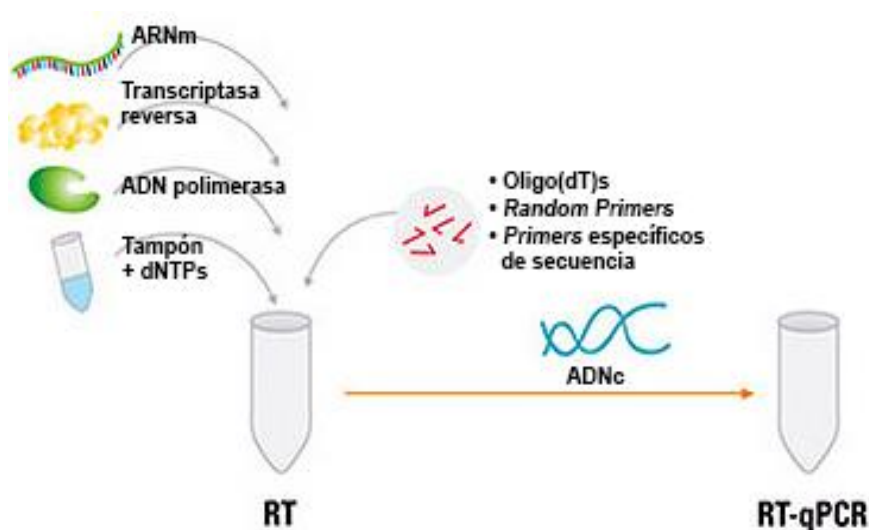 ARNm
Transcriptasa
reversa
ADN polimerasa
Tampón
+ dNTPs
• Oligo(dT)s
• Random Primers
• Primers específicos
de secuencia
ADNc
RT
RT-qPCR